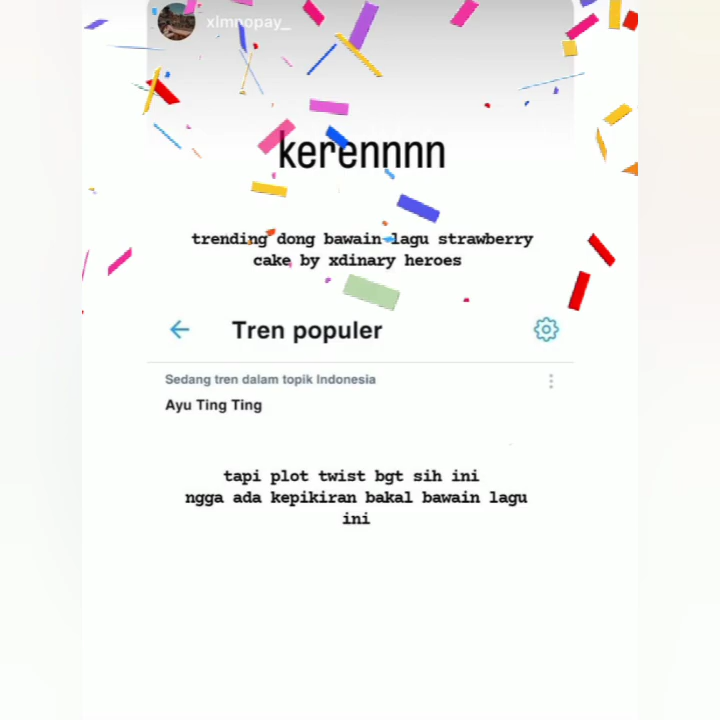 xlmnopay_
kerennnn
trending dong bawain lagu strawberry
cake by xdinary heroes
Tren populer
Sedang tren dalam topik Indonesia
Ayu Ting Ting
tapi plot twist bgt sih ini
ngga ada kepikiran bakal bawain lagu
ini